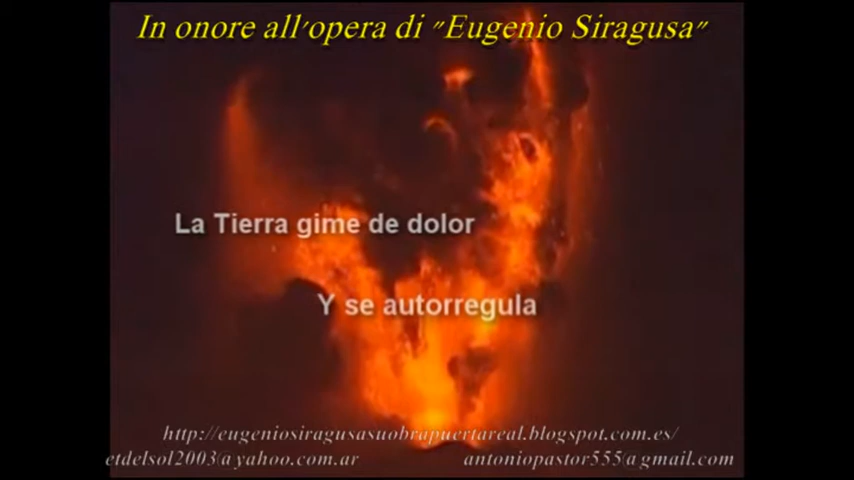 In onore all'opera di "Eugenio Siragusa"
La Tierra gime de dolor
Y se autorregula
http://eugeniosiragusasuobrapuertareal.blogspot.com.es/
etdelsol2003@yahoo.com.ar antoniopastor555@gmail.com